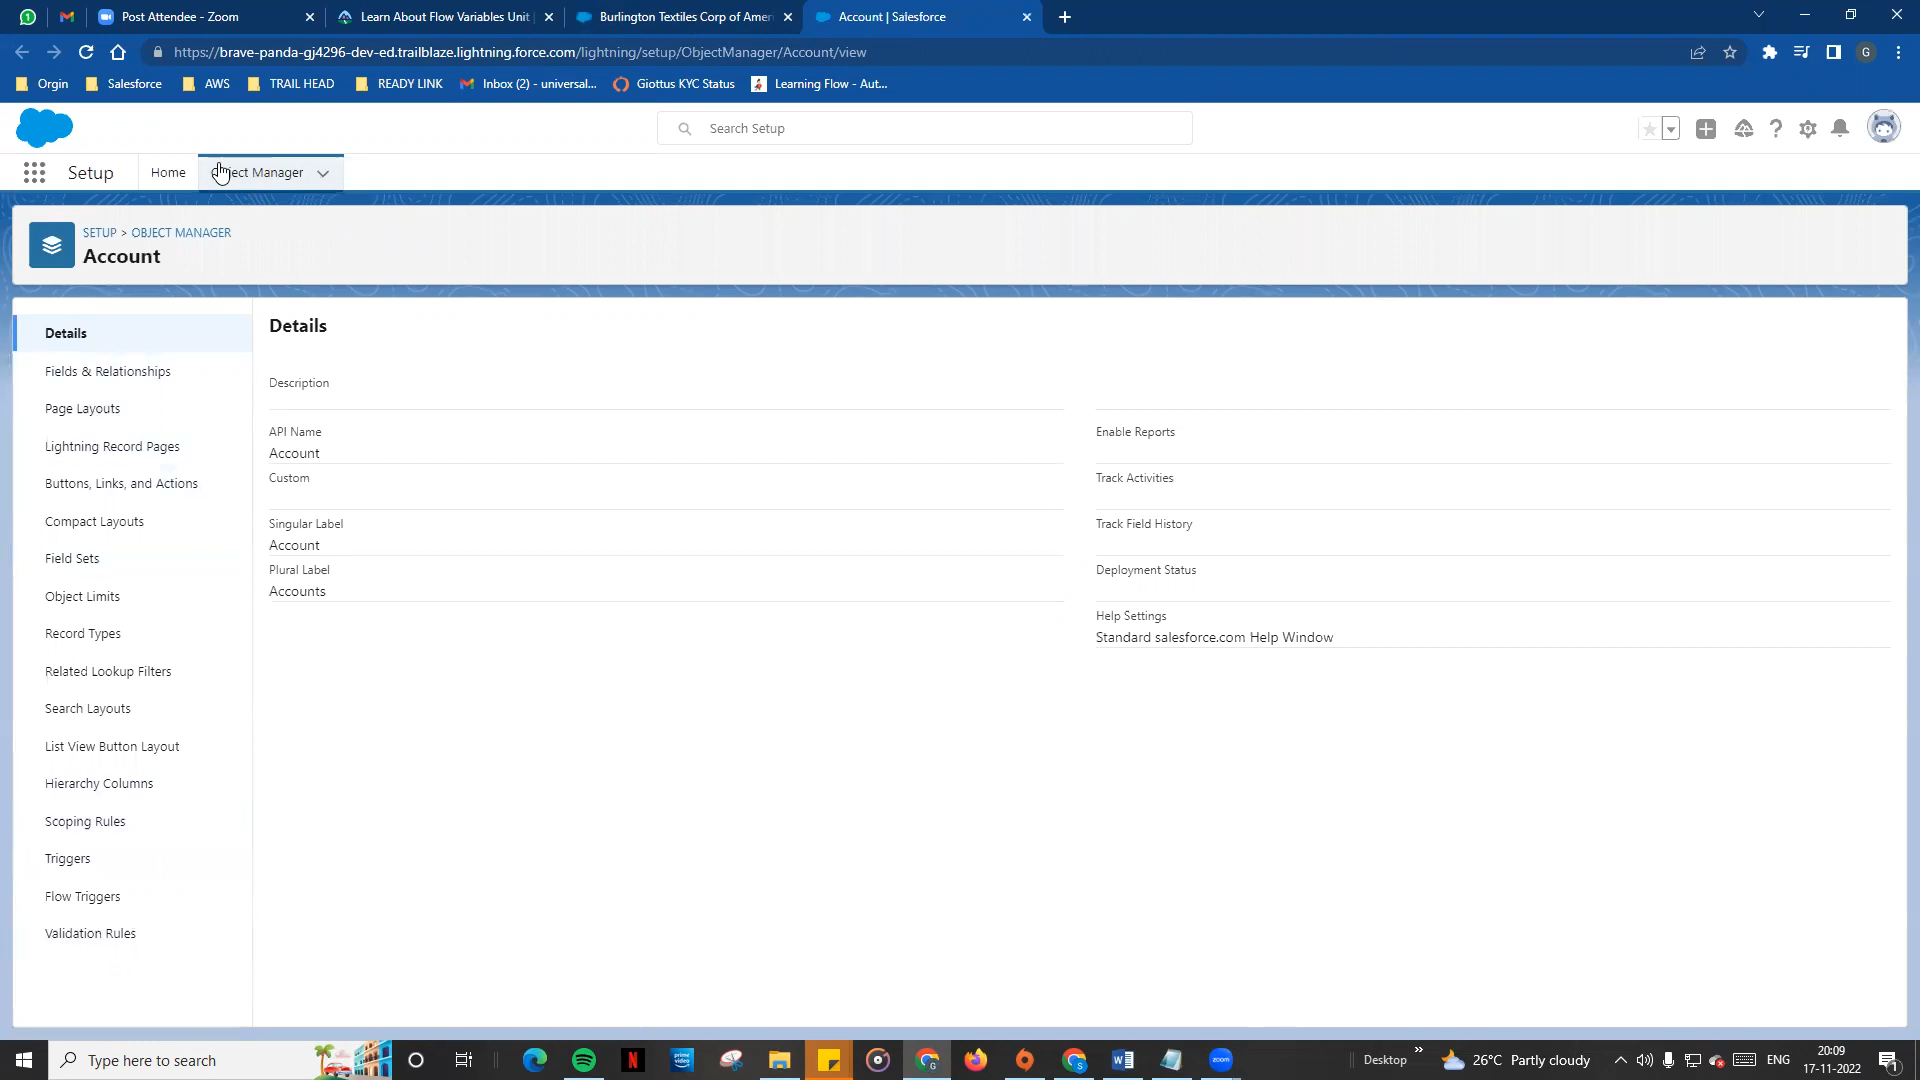 Post Attendee - Zoom
Learn About Flow Variables Unit
Burlington Textiles Corp of Amer
Account | Salesforce
https://brave-panda-gj4296-dev-ed.trailblaze.lightning.force.com/lightning/setup/ObjectManager/Account/view
G
Orgin
Salesforce
AWS
TRAIL HEAD
READY LINK
Inbox (2) - universal...
Giottus KYC Status
Learning Flow - Aut...
Search Setup
Setup
Home
ject Manager
SETUP > OBJECT MANAGER
Account
Details
Fields & Relationships
Page Layouts
Lightning Record Pages
Buttons, Links, and Actions
Compact Layouts
Field Sets
Object Limits
Record Types
Related Lookup Filters
Search Layouts
List View Button Layout
Hierarchy Columns
Scoping Rules
Triggers
Flow Triggers
Validation Rules
Details
Description
API Name
Account
Custom
Singular Label
Account
Plural Label
Accounts
Enable Reports
Track Activities
Track Field History
Deployment Status
Help Settings
Standard salesforce.com Help Window
Type here to search
prime video
zoom
Desktop
26°C Partly cloudy
ENG
20:09
17-11-2022
1